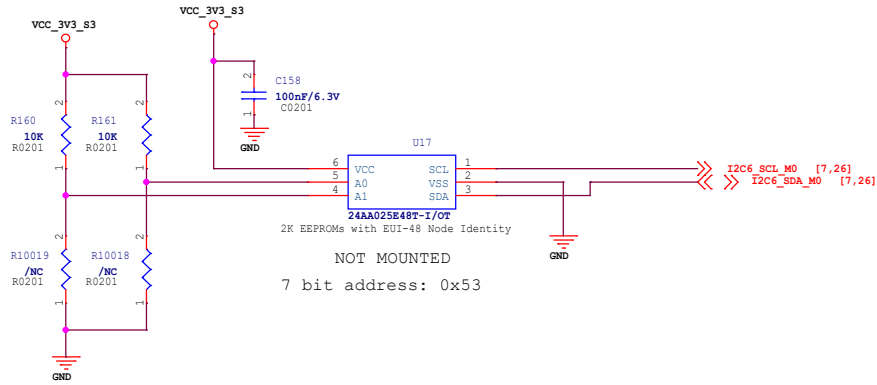 VCC_3V3_S3
VCC_3V3_S3
2
C158
100nF/6.3V
C0201
1
GND
2
R160
10K
R0201
1
2
R161
10K
R0201
1
U17
6 VCC SCL 1
5 A0 VSS 2
4 A1 SDA 3
I2C6_SCL_M0 [7,26]
I2C6_SDA_M0 [7,26]
24AA025E48T-I/OT
2K EEPROMs with EUI-48 Node Identity
GND
2
R10019
/NC
R0201
1
2
R10018
/NC
R0201
1
NOT MOUNTED
7 bit address: 0x53
GND